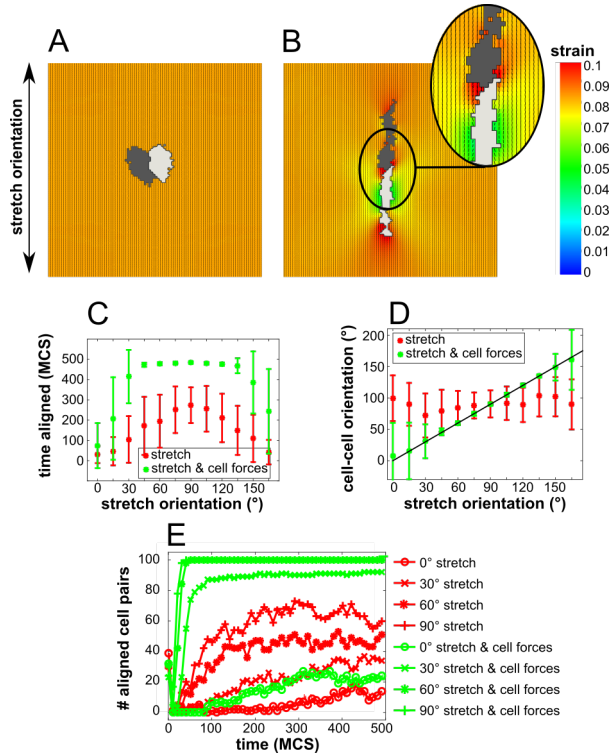 A
B
strain
stretch orientation
0.1
0.09
0.08
0.07
0.06
0.05
0.04
0.03
0.02
0.01
0
C
time aligned (MCS)
500
400
300
200
100
0
stretch
stretch & cell forces
0 30 60 90 120 150
stretch orientation (°)
D
cell-cell orientation (°)
200
150
100
50
0
stretch
stretch & cell forces
0 30 60 90 120 150
stretch orientation (°)
E
# aligned cell pairs
100
80
60
40
20
0
0 100 200 300 400 500
time (MCS)
0° stretch
30° stretch
60° stretch
90° stretch
0° stretch & cell forces
30° stretch & cell forces
60° stretch & cell forces
90° stretch & cell forces